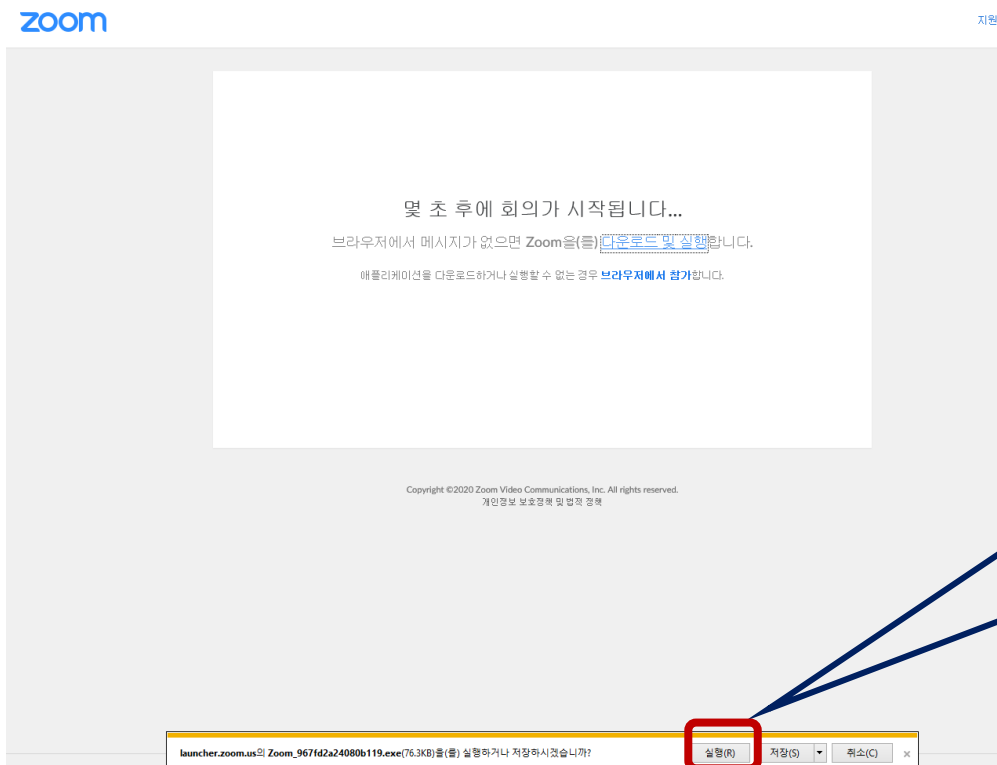 zoom
지원
몇 초 후에 회의가 시작됩니다...
브라우저에서 메시지가 없으면 Zoom을(를) 다운로드 및 실행합니다.
애플리케이션을 다운로드하거나 실행할 수 없는 경우 브라우저에서 참가합니다.
Copyright ©2020 Zoom Video Communications, Inc. All rights reserved.
개인정보 보호정책 및 법적 정책
launcher.zoom.us의 Zoom_967fd2a24080b119.exe(76.3KB)을(를) 실행하거나 저장하시겠습니까? 실행(R) 저장(S) 취소(C) ×